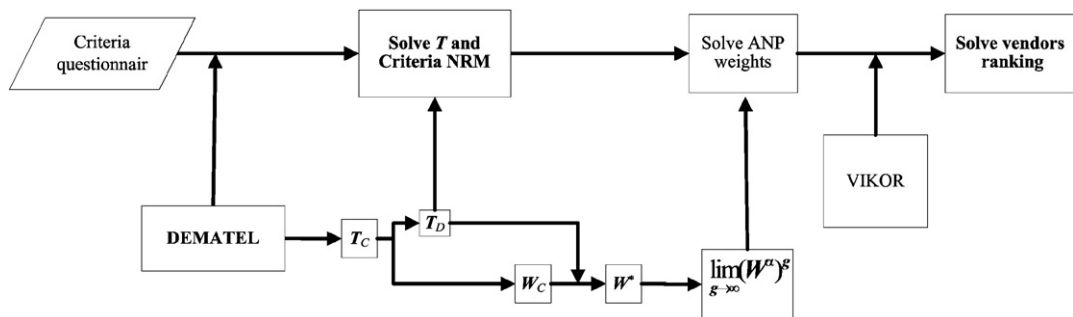 Criteria
questionnair
Solve T and
Criteria NRM
Solve ANP
weights
Solve vendors
ranking
VIKOR
DEMATEL
T_C
T_D
W_C
W*
lim(W^α)^g
g→∞